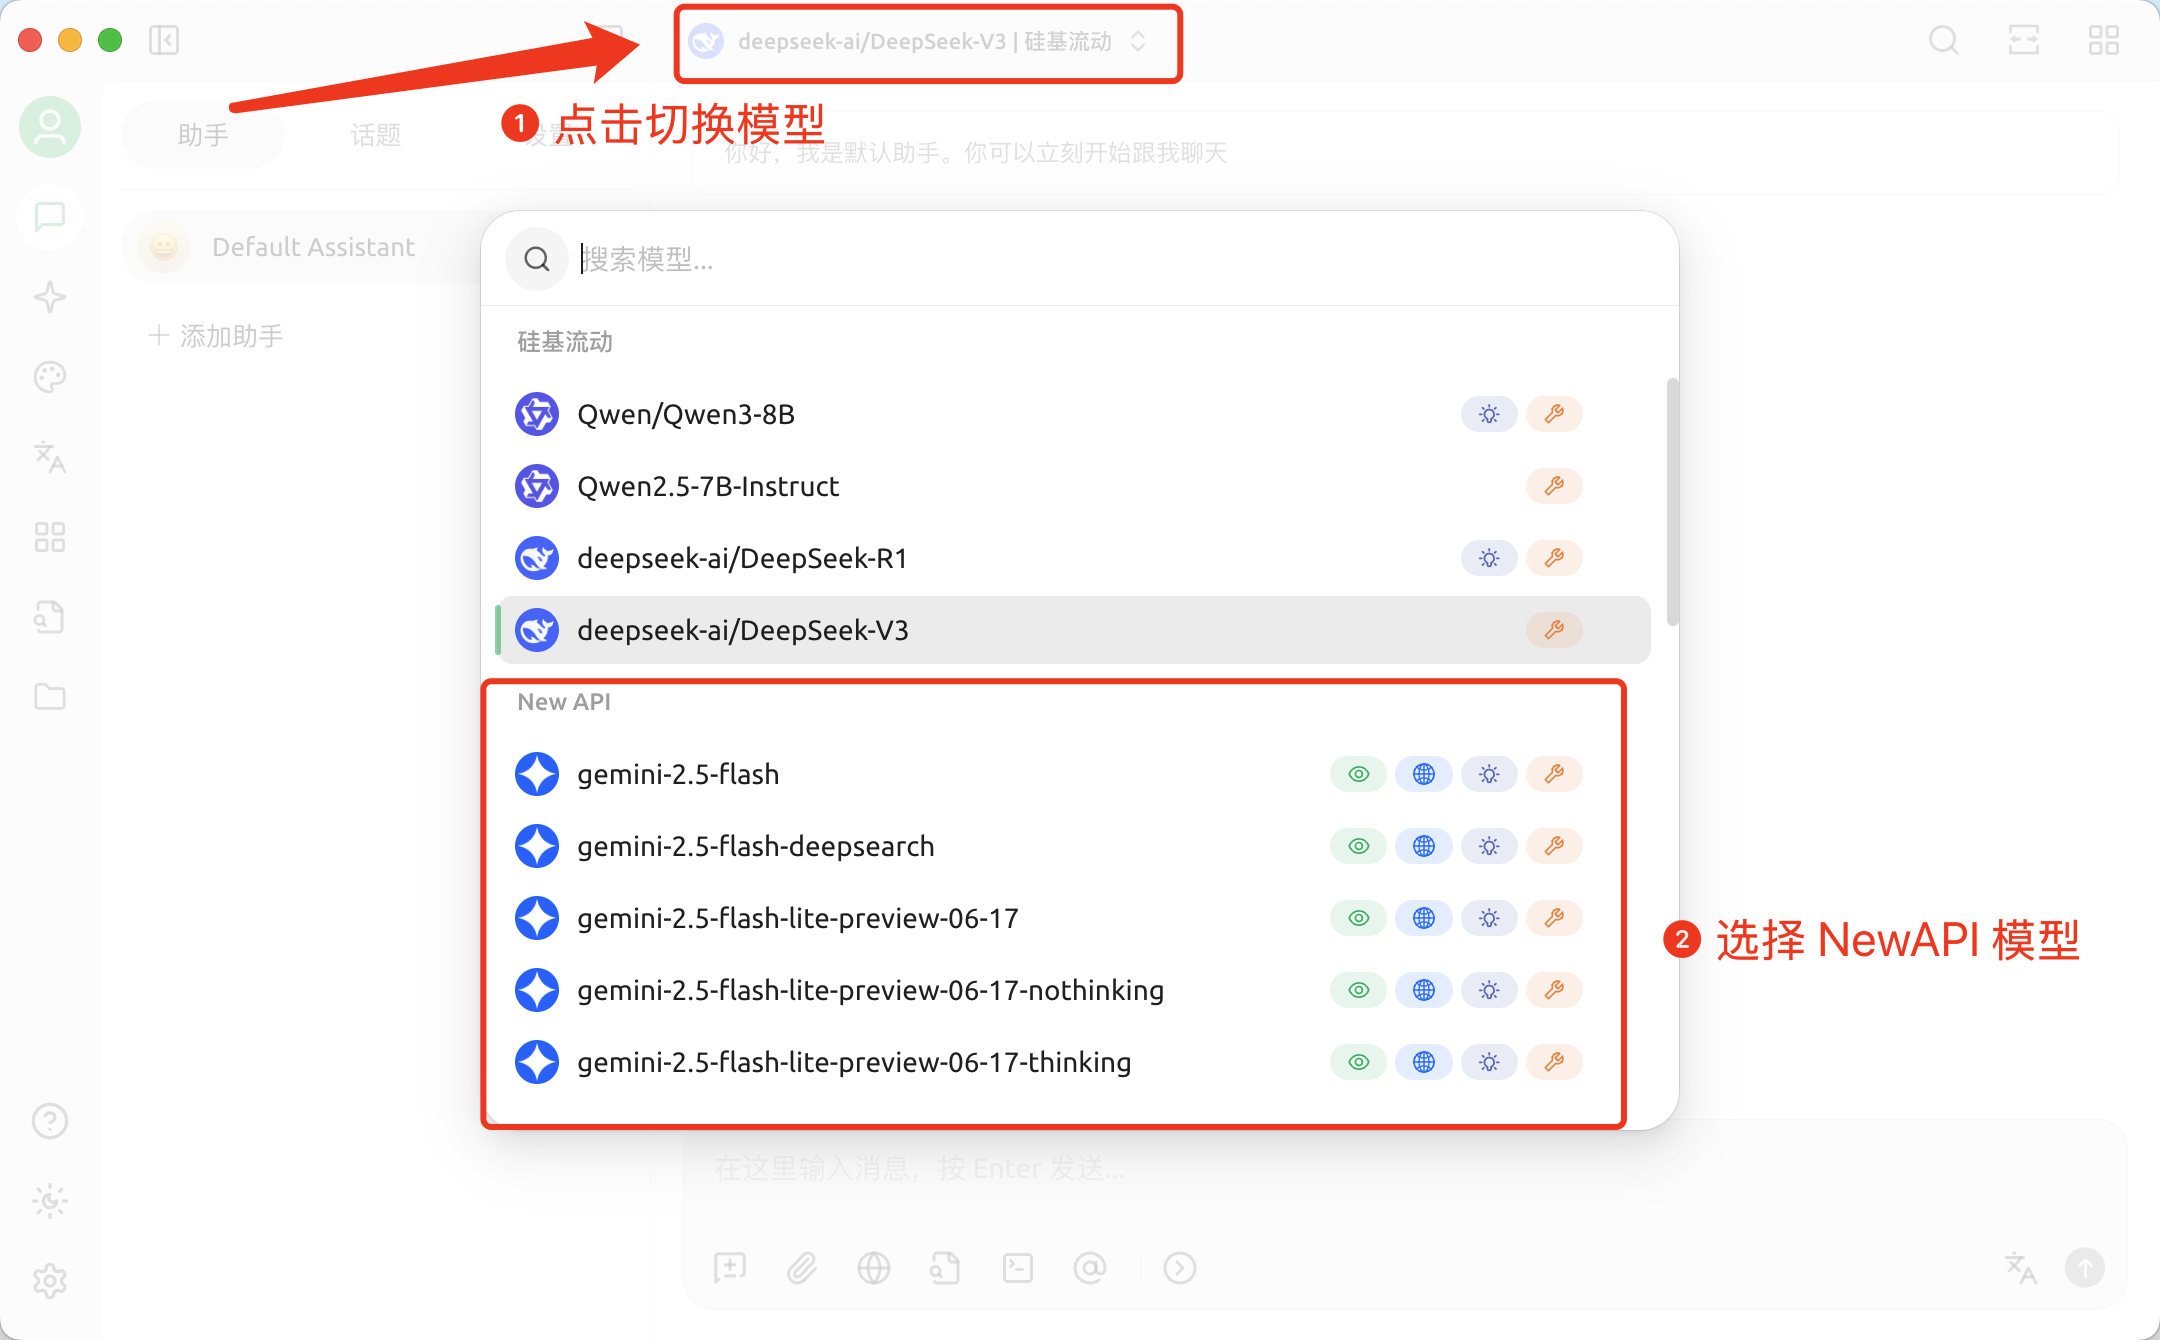 deepseek-ai/DeepSeek-V3 | 硅基流动
1 点击切换模型
助手
话题
设置
你好，我是默认助手。你可以立刻开始跟我聊天
Default Assistant
添加助手
搜索模型...
硅基流动
Qwen/Qwen3-8B
Qwen2.5-7B-Instruct
deepseek-ai/DeepSeek-R1
deepseek-ai/DeepSeek-V3
New API
gemini-2.5-flash
gemini-2.5-flash-deepsearch
gemini-2.5-flash-lite-preview-06-17
gemini-2.5-flash-lite-preview-06-17-nothinking
gemini-2.5-flash-lite-preview-06-17-thinking
2 选择 NewAPI 模型
在这里输入消息，按 Enter 发送...